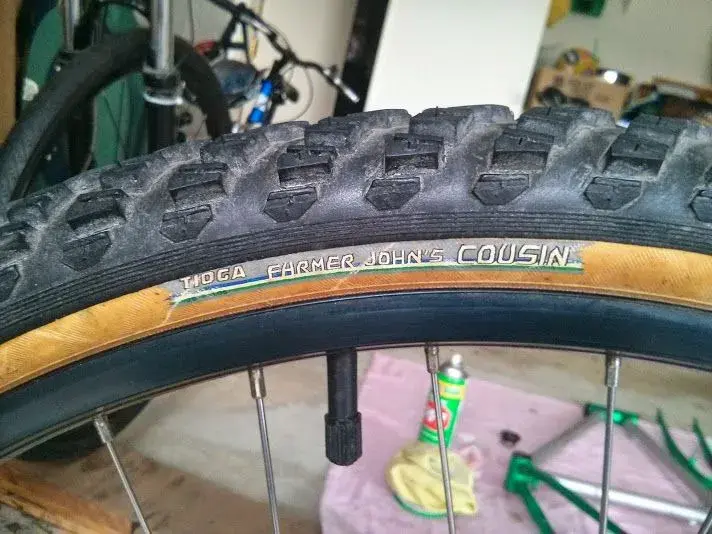 TIOGA FARMER JOHN'S COUSIN